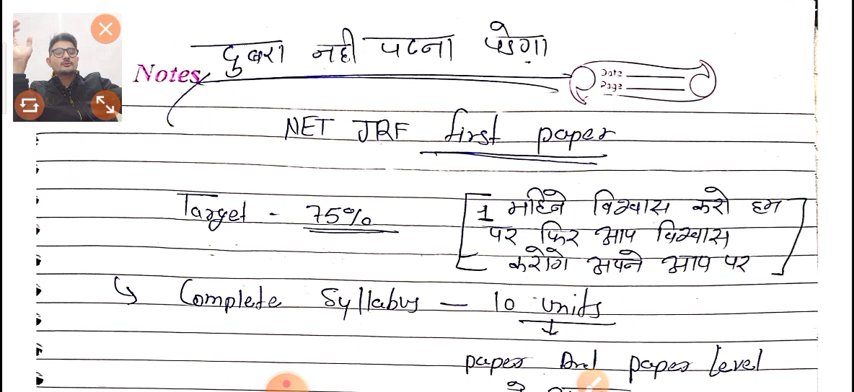 दुबारा नही पढना पडेगा
Notes
Date
Page
NET JRF first paper
Target - 75%
[1 महिने विश्वास करो हम
पर फिर आप विश्वास
करोगे अपने आप पर]
↳ Complete Syllabus - 10 units
↓
paper And paper level